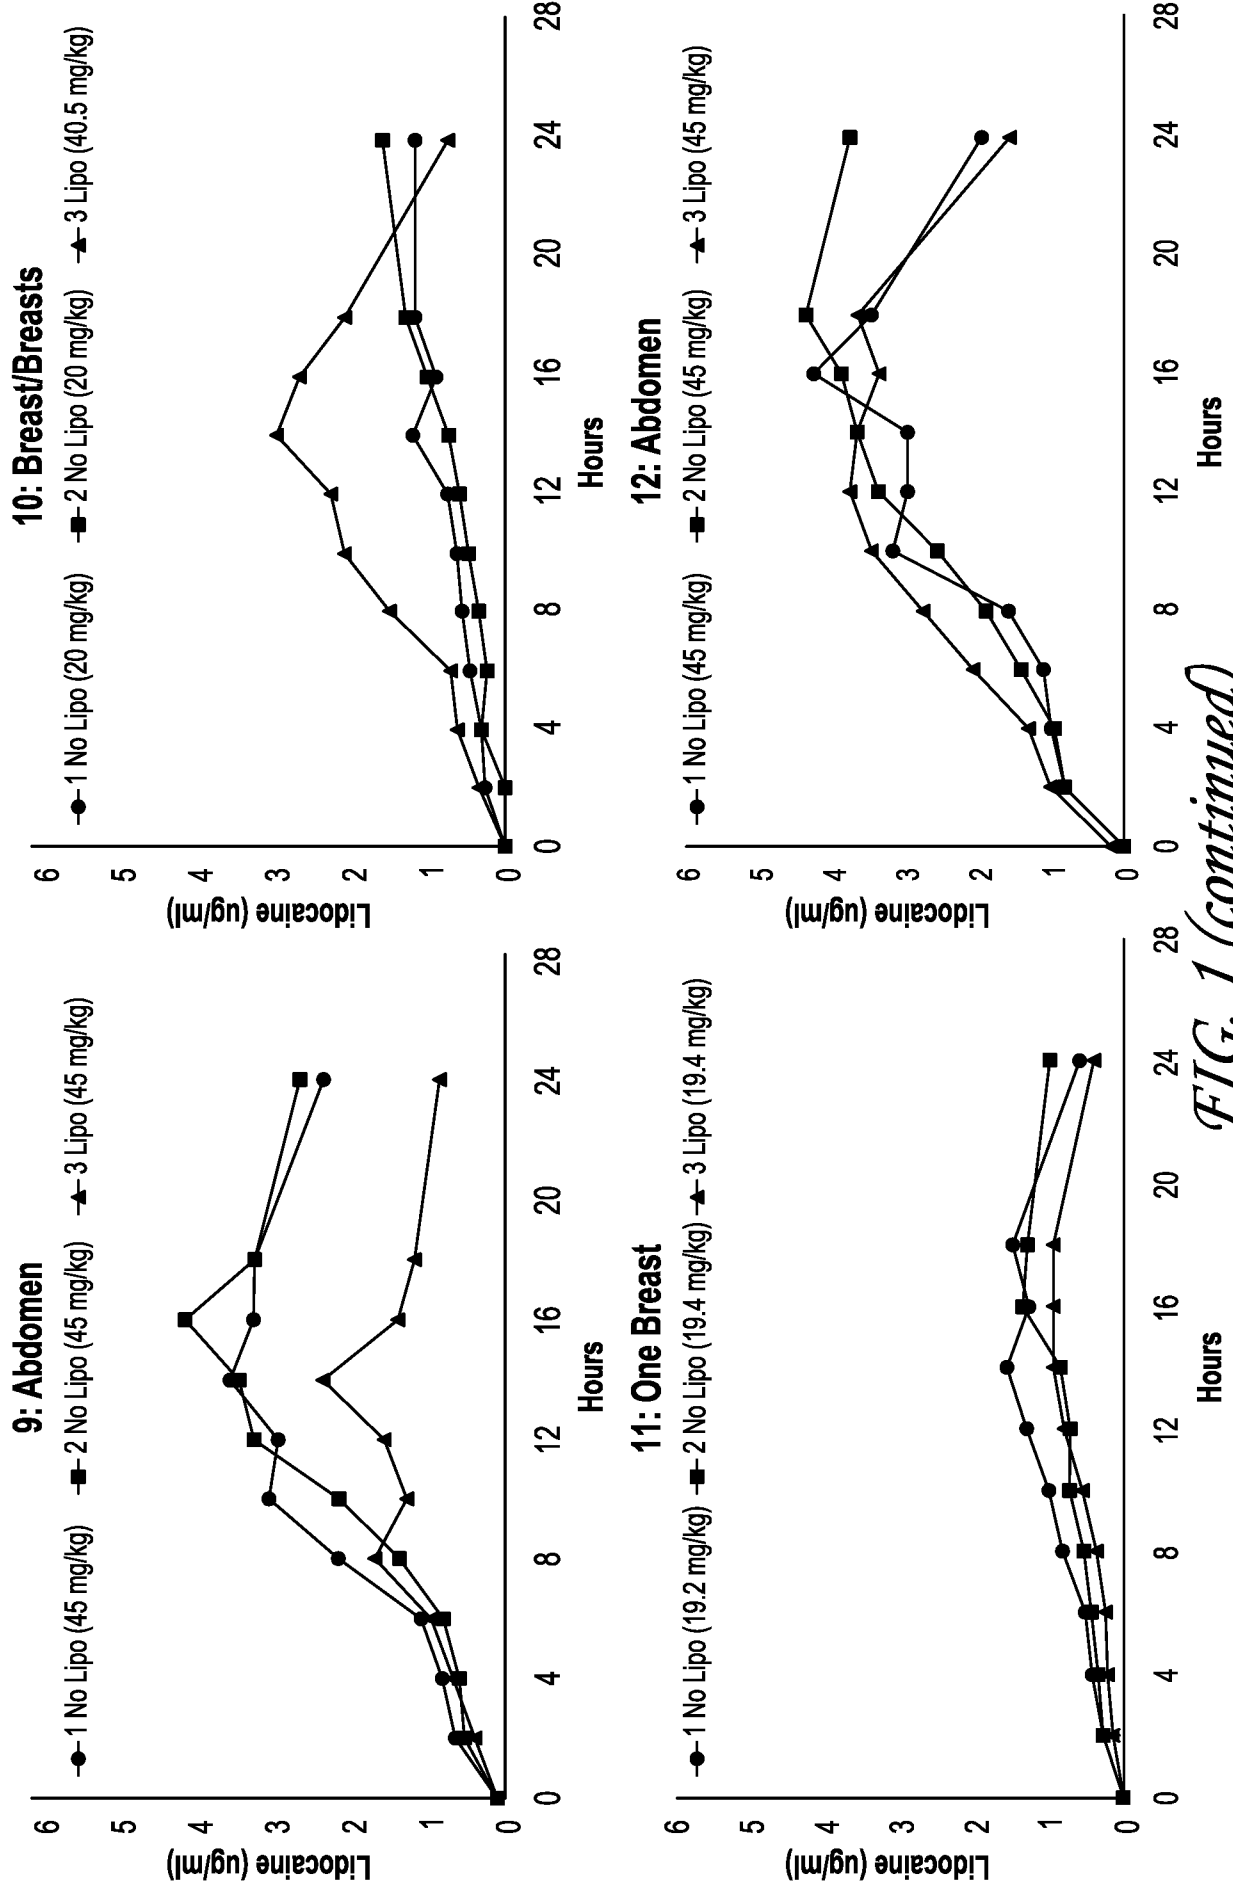 9: Abdomen
1 No Lipo (45 mg/kg) 2 No Lipo (45 mg/kg) 3 Lipo (45 mg/kg)
Lidocaine (ug/ml)
6
5
4
3
2
1
0
0 4 8 12 16 20 24 28
Hours
10: Breast/Breasts
1 No Lipo (20 mg/kg) 2 No Lipo (20 mg/kg) 3 Lipo (40.5 mg/kg)
Lidocaine (ug/ml)
6
5
4
3
2
1
0
0 4 8 12 16 20 24 28
Hours
11: One Breast
1 No Lipo (19.2 mg/kg) 2 No Lipo (19.4 mg/kg) 3 Lipo (19.4 mg/kg)
Lidocaine (ug/ml)
6
5
4
3
2
1
0
0 4 8 12 16 20 24 28
Hours
12: Abdomen
1 No Lipo (45 mg/kg) 2 No Lipo (45 mg/kg) 3 Lipo (45 mg/kg)
Lidocaine (ug/ml)
6
5
4
3
2
1
0
0 4 8 12 16 20 24 28
Hours
FIG. 1 (continued)